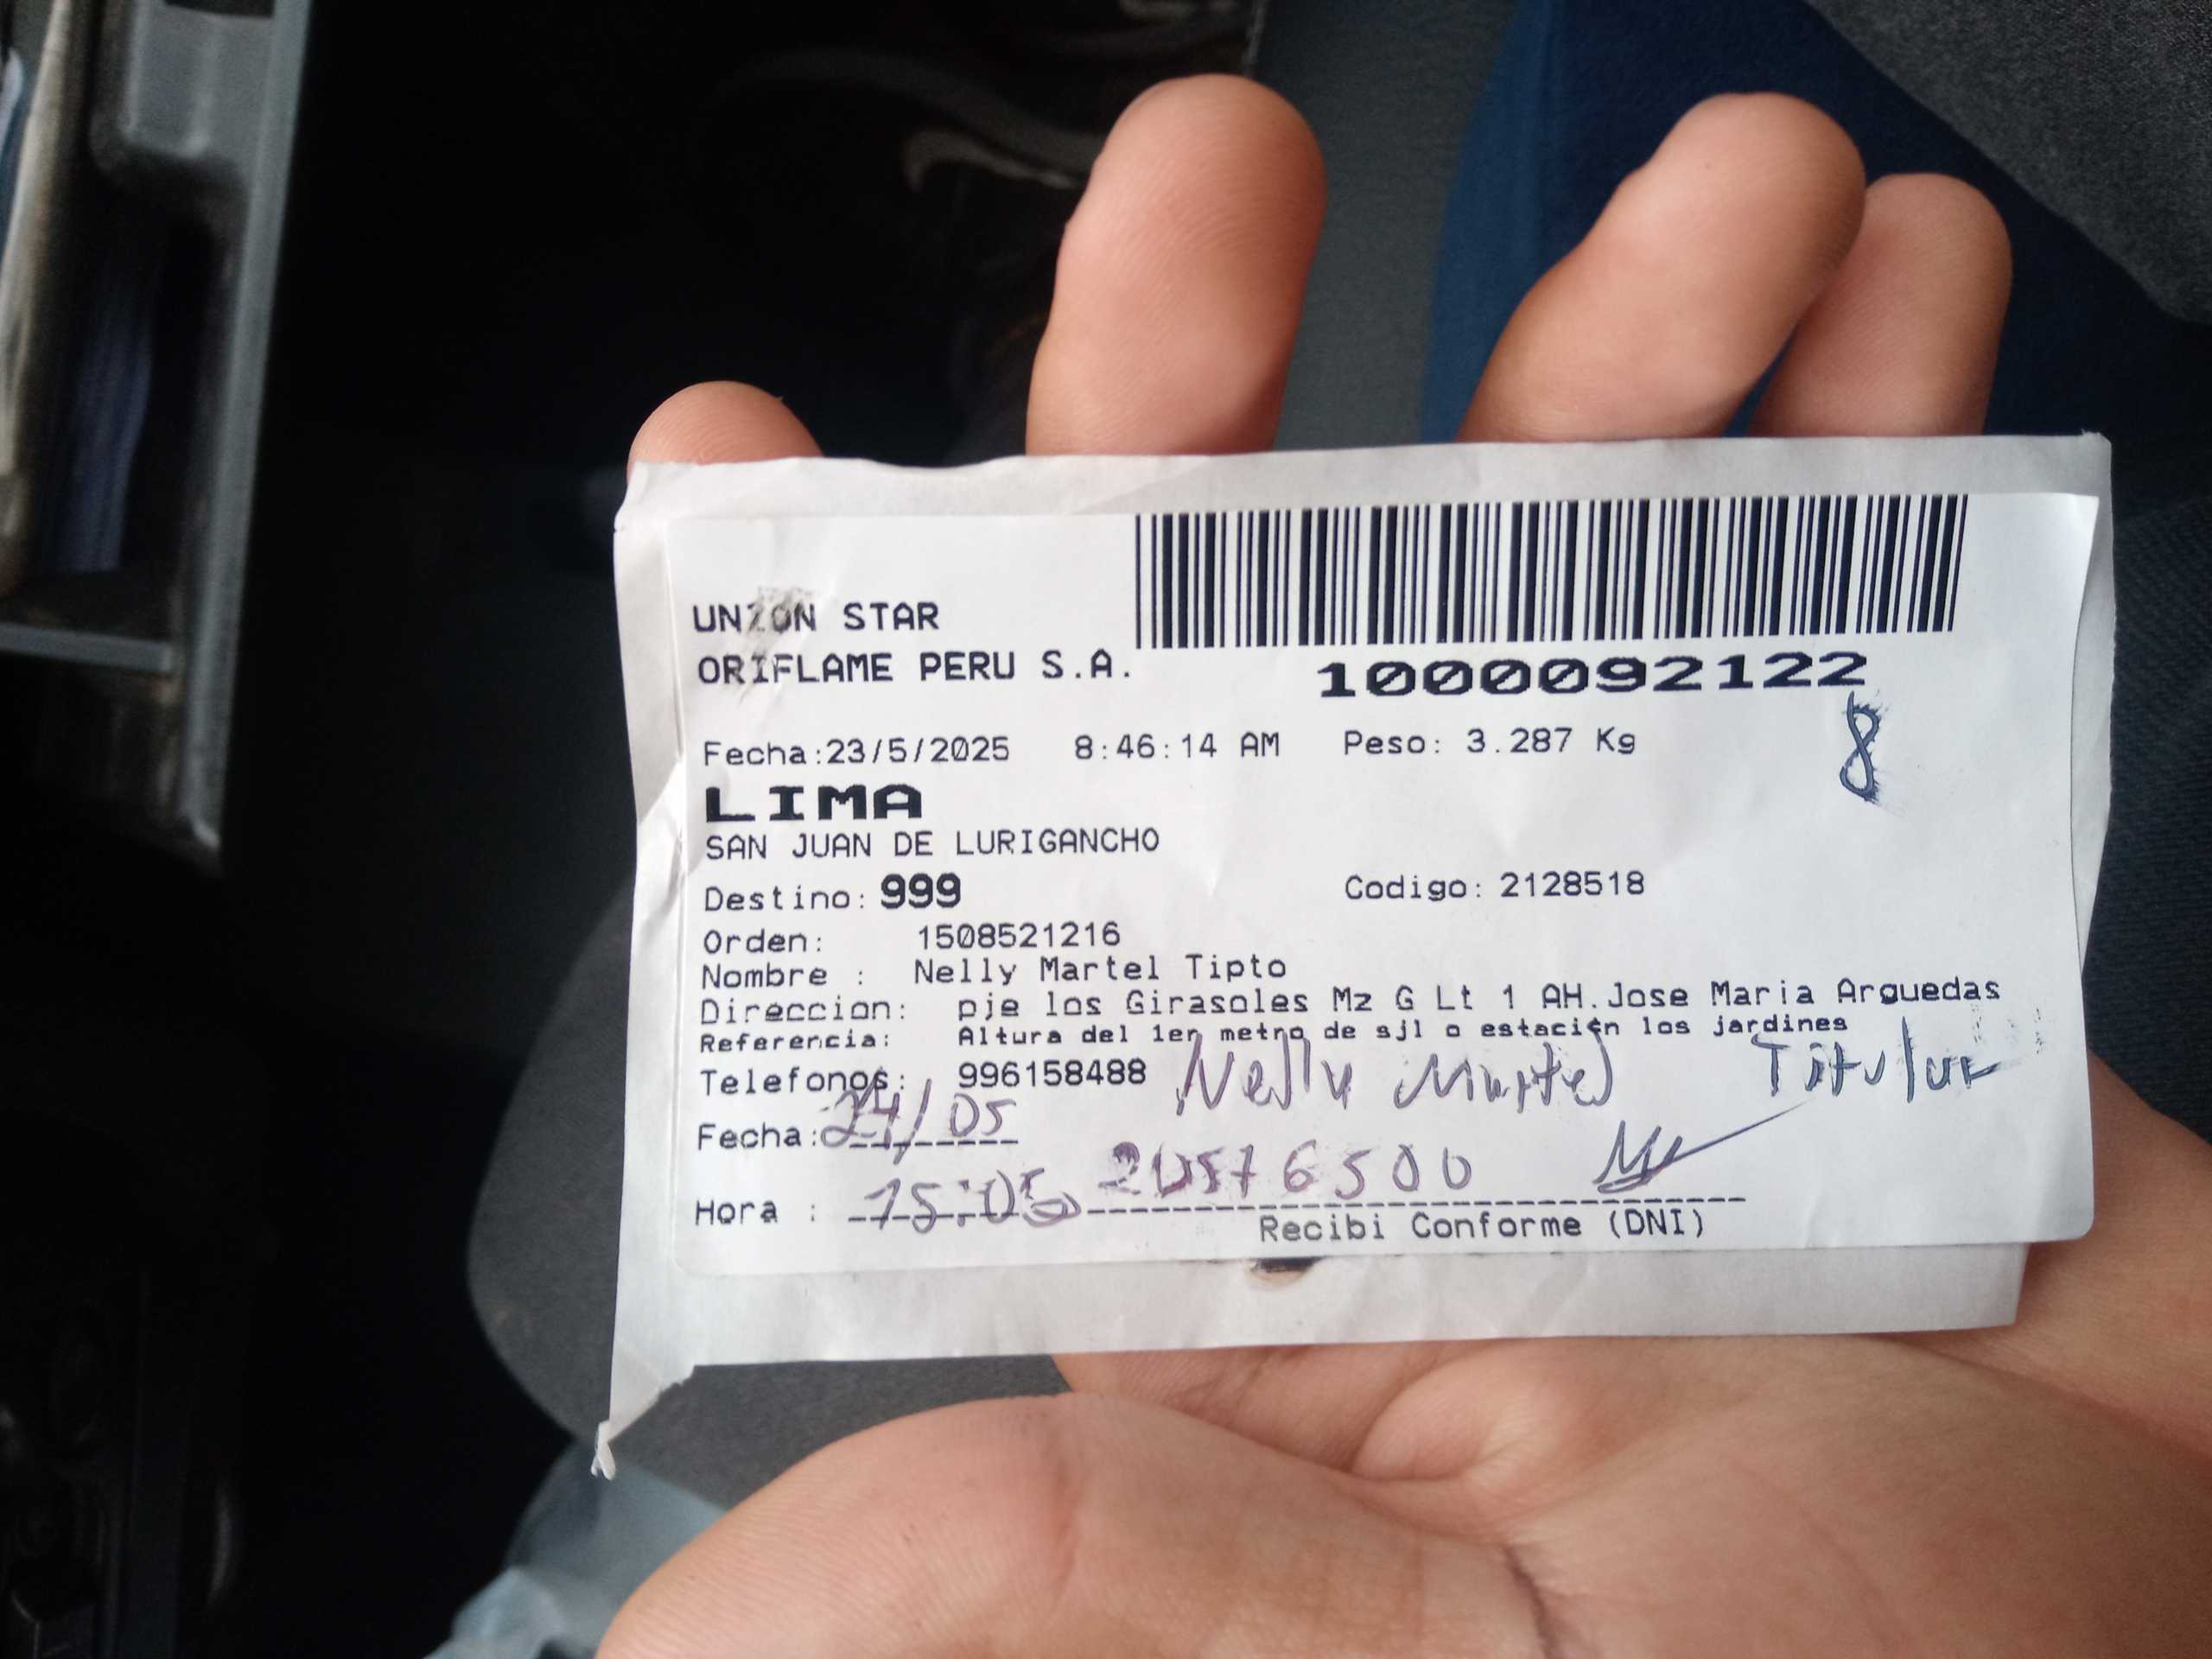 UNION STAR
ORIFLAME PERU S.A.
1000092122
8
Fecha:23/5/2025 8:46:14 AM Peso: 3.287 Kg
LIMA
SAN JUAN DE LURIGANCHO
Destino: 999 Codigo: 2128518
Orden: 1508521216
Nombre : Nelly Martel Tipto
Direccion: pje los Girasoles Mz G Lt 1 AH.Jose Maria Arguedas
Referencia: Altura del 1er metro de sjl o estación los jardines
Telefonos: 996158488 Nelly Martel Titular
Fecha: 24/05
Hora : 15:05
Recibi Conforme (DNI)